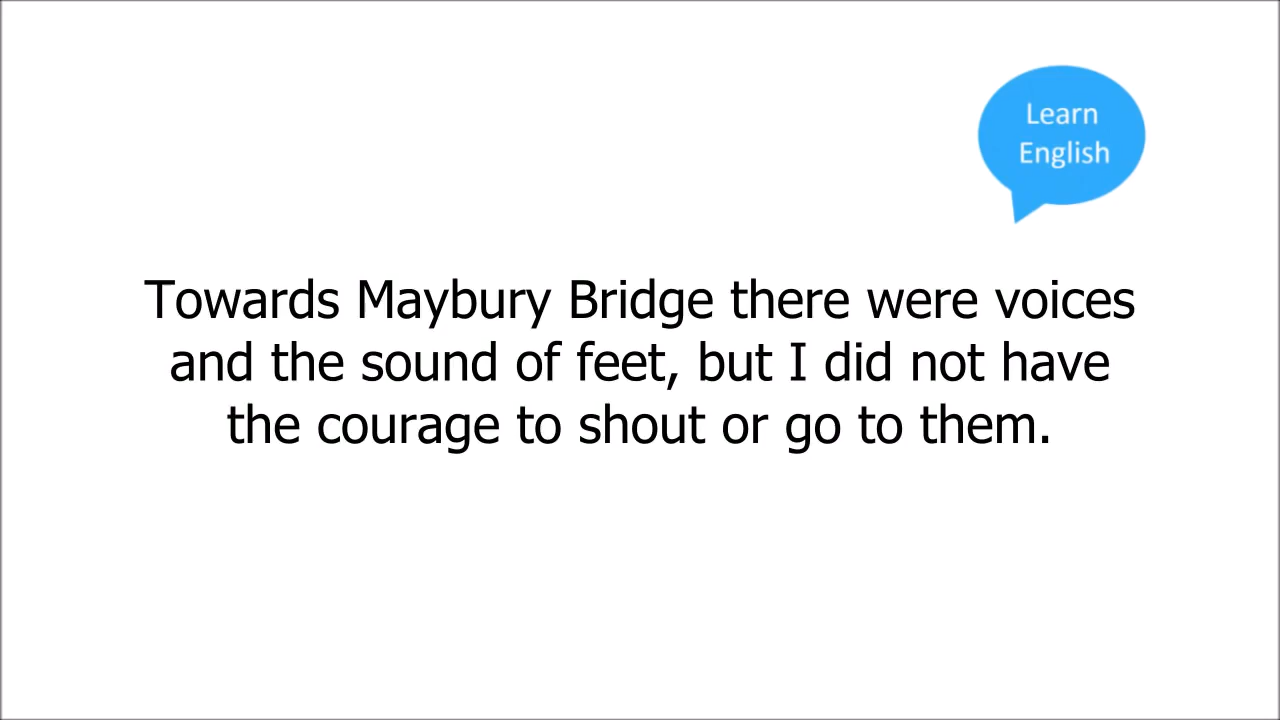 Learn
English
Towards Maybury Bridge there were voices
and the sound of feet, but I did not have
the courage to shout or go to them.